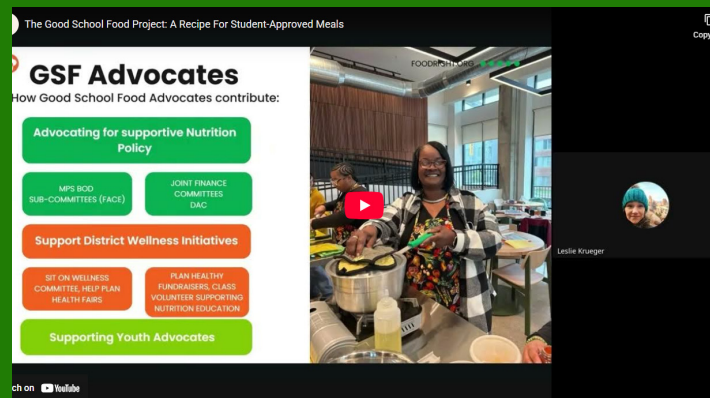 The Good School Food Project: A Recipe For Student-Approved Meals
Copy
GSF Advocates
How Good School Food Advocates contribute:
FOODRIGHT.ORG
Advocating for supportive Nutrition
Policy
MPS BOD
SUB-COMMITTEES (FACE)
JOINT FINANCE
COMMITTEES
DAC
Support District Wellness Initiatives
SIT ON WELLNESS
COMMITTEE, HELP PLAN
HEALTH FAIRS
PLAN HEALTHY
FUNDRAISERS, CLASS
VOLUNTEER SUPPORTING
NUTRITION EDUCATION
Supporting Youth Advocates
Leslie Krueger
ch on YouTube